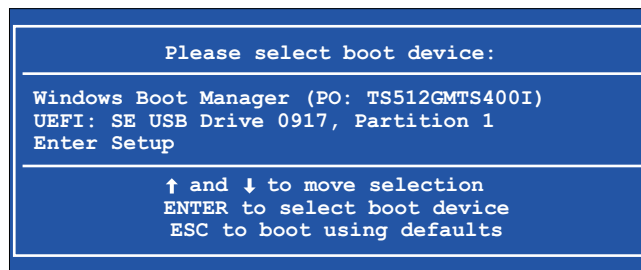 Please select boot device:
Windows Boot Manager (PO: TS512GMTS400I)
UEFI: SE USB Drive 0917, Partition 1
Enter Setup
↑ and ↓ to move selection
ENTER to select boot device
ESC to boot using defaults